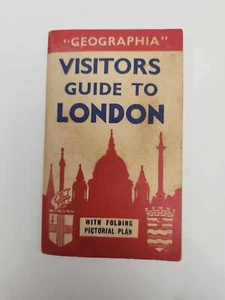 "GEOGRAPHIA"
VISITORS
GUIDE TO
LONDON
WITH FOLDING
PICTORIAL PLAN